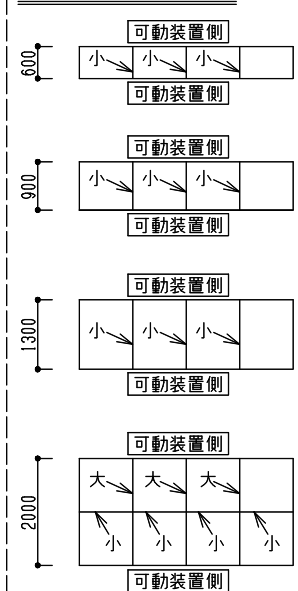 可動装置側
600
小 小 小
可動装置側
可動装置側
900
小 小 小
可動装置側
可動装置側
1300
小 小 小
可動装置側
可動装置側
大 大 大
2000
小 小 小 小
可動装置側